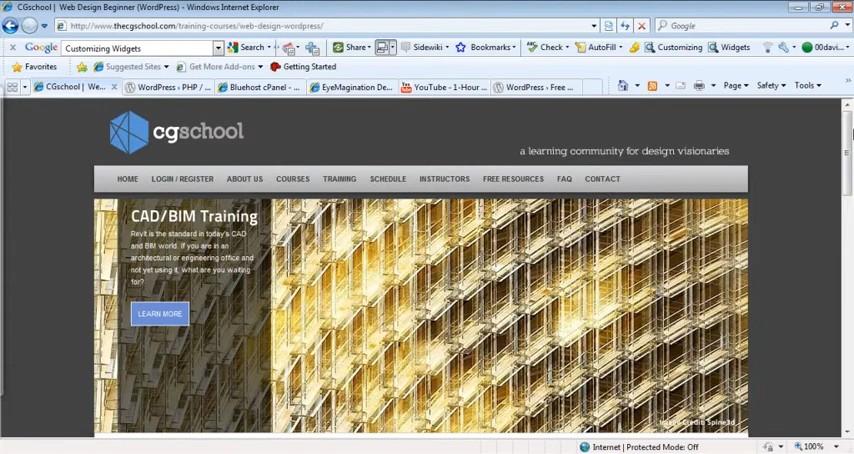 CGschool | Web Design Beginner (WordPress) - Windows Internet Explorer
http://www.thecgschool.com/training-courses/web-design-wordpress/
Google
Google
Customizing Widgets
Search
Share
Sidewiki
Bookmarks
Check
AutoFill
Customizing
Widgets
00davi...
Favorites
Suggested Sites
Get More Add-ons
Getting Started
CGschool | We...
WordPress › PHP / ...
Bluehost cPanel - ...
EyeMagination De...
YouTube - 1-Hour ...
WordPress › Free ...
Page
Safety
Tools
cgschool
a learning community for design visionaries
HOME
LOGIN / REGISTER
ABOUT US
COURSES
TRAINING
SCHEDULE
INSTRUCTORS
FREE RESOURCES
FAQ
CONTACT
CAD/BIM Training
Revit is the standard in today's CAD
and BIM world. If you are in an
architectural or engineering office and
not yet using it, what are you waiting
for?
LEARN MORE
Image Credit: Spine3d
Internet | Protected Mode: Off
100%